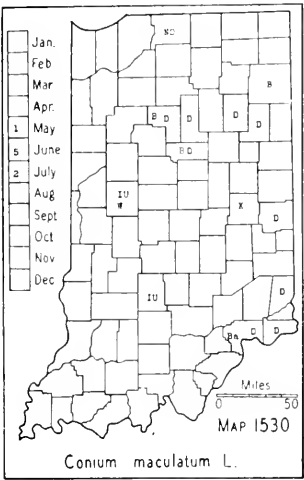 Jan.
Feb
Mar
Apr.
1 May
5 June
2 July
Aug
Sept
Oct
Nov
Dec
ND
B
B D D D
D
BD
IU
W
X
D
IU
D
Bn D D
Miles
0 50
MAP 1530
Conium maculatum L.